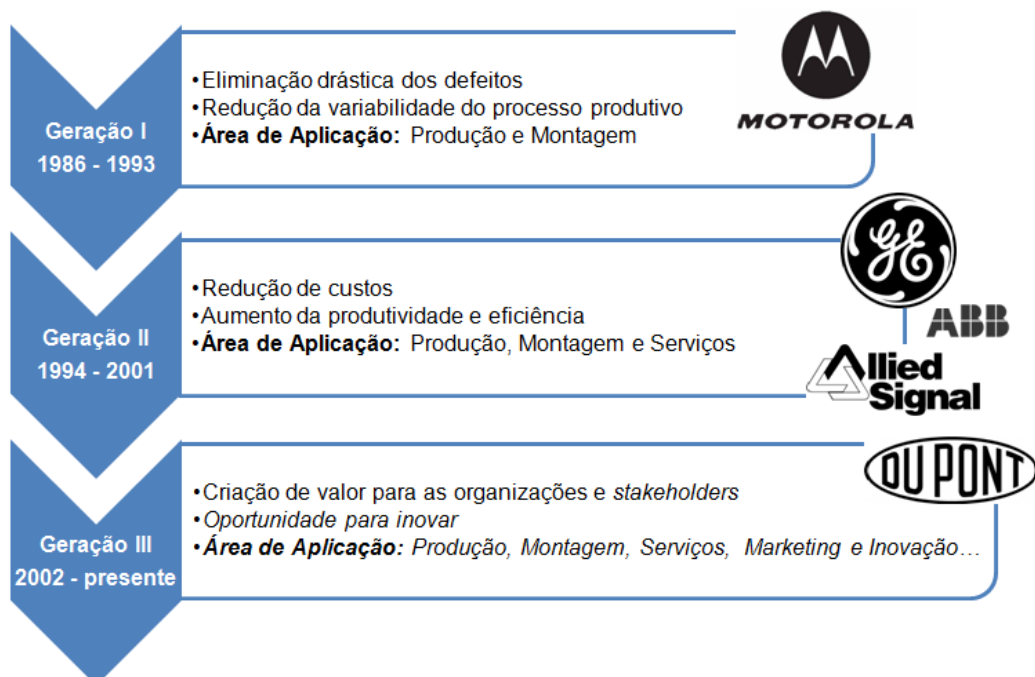 MOTOROLA
•Eliminação drástica dos defeitos
•Redução da variabilidade do processo produtivo
•Área de Aplicação: Produção e Montagem
Geração I
1986 - 1993
GE
ABB
Allied
Signal
•Redução de custos
•Aumento da produtividade e eficiência
•Área de Aplicação: Produção, Montagem e Serviços
Geração II
1994 - 2001
DU PONT
•Criação de valor para as organizações e stakeholders
•Oportunidade para inovar
•Área de Aplicação: Produção, Montagem, Serviços, Marketing e Inovação…
Geração III
2002 - presente